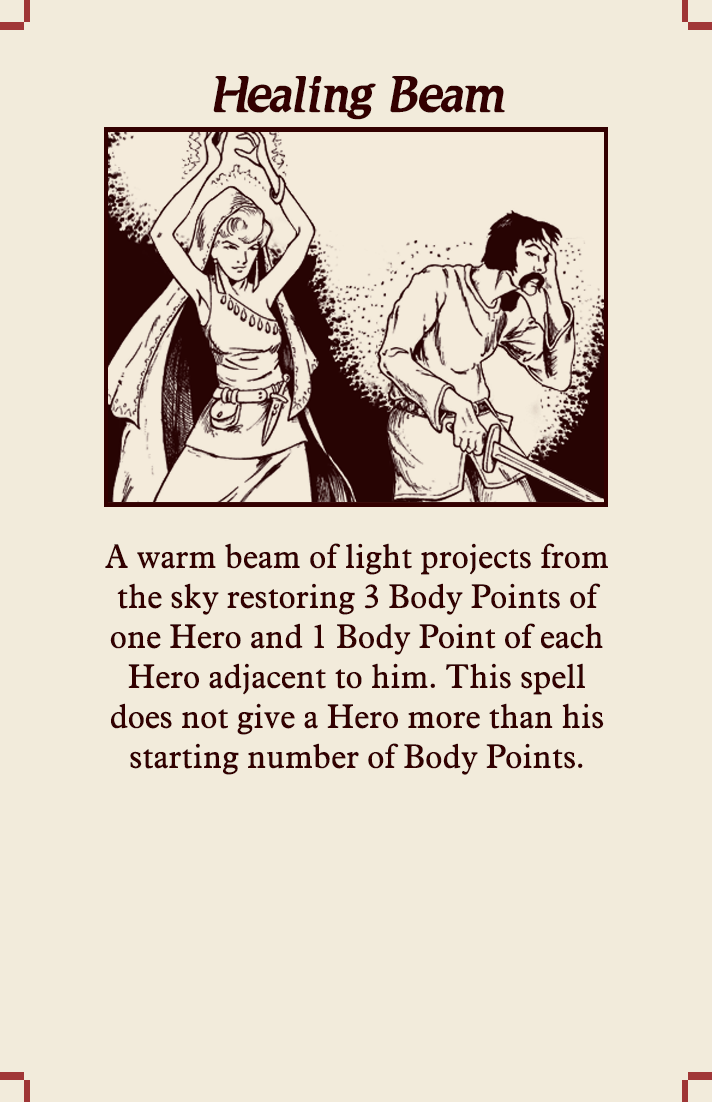 Healing Beam
A warm beam of light projects from
the sky restoring 3 Body Points of
one Hero and 1 Body Point of each
Hero adjacent to him. This spell
does not give a Hero more than his
starting number of Body Points.